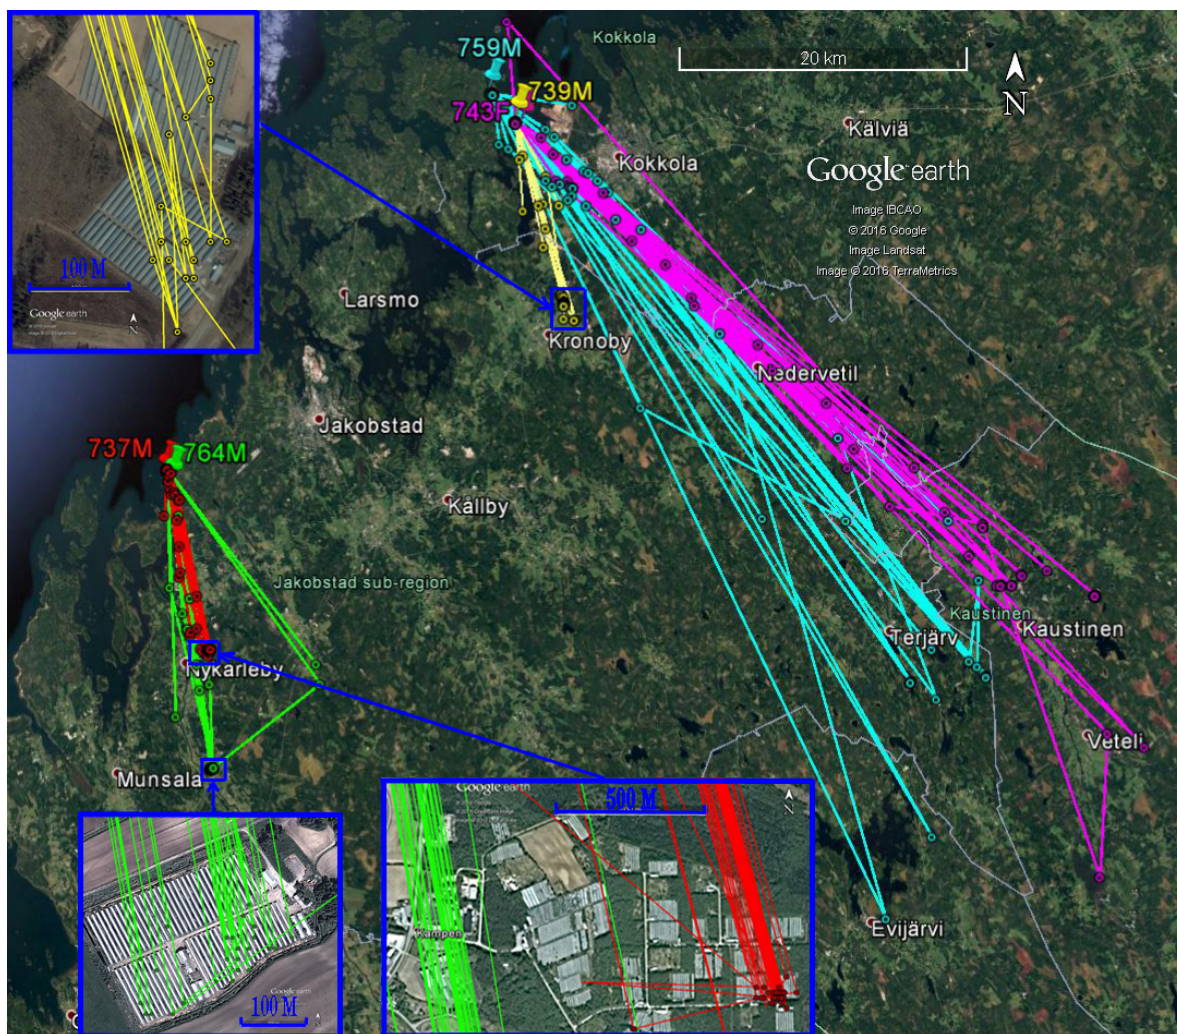 Kokkola
759M
20 km
739M
N
743F
Kälviä
Kokkola
Google earth
Image IBCAO
© 2016 Google
Image Landsat
Image © 2016 TerraMetrics
100 M
Google earth
N
Larsmo
Kronoby
Nedervetil
Jakobstad
737M
764M
Kållby
Jakobstad sub-region
Kaustinen
Terjärv
Kaustinen
Nykarleby
Veteli
Munsala
Google earth
500 M
N
Evijärvi
Kampen
100 M
N